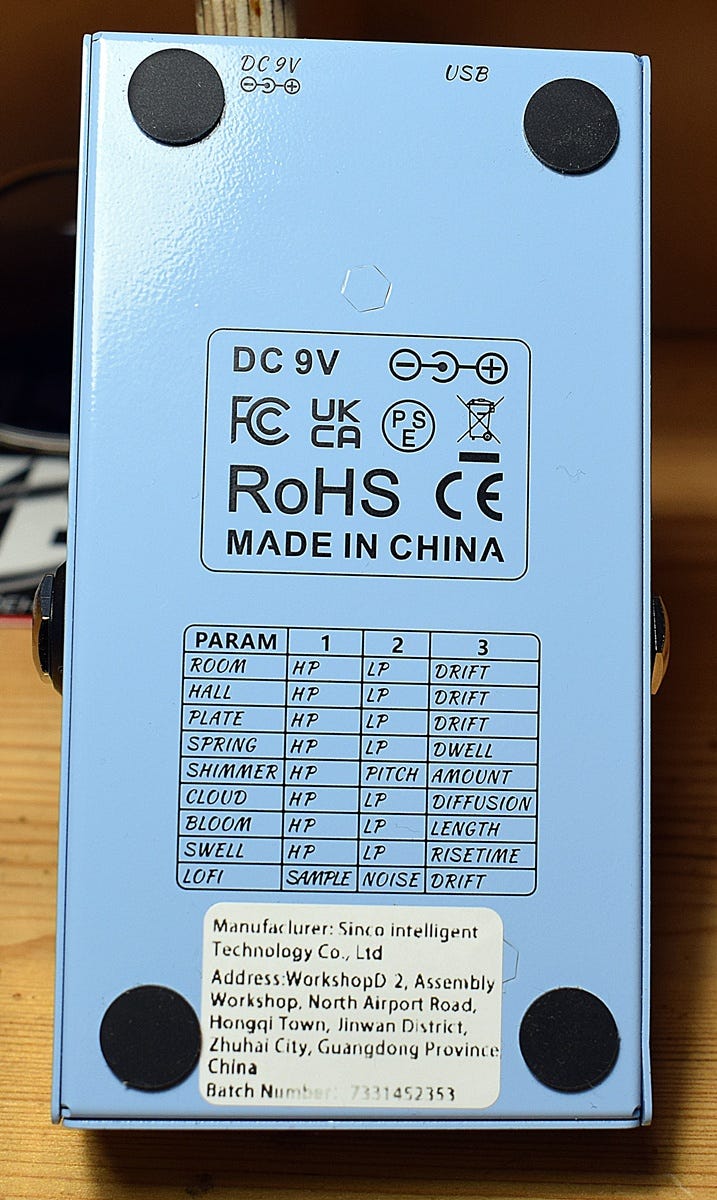 DC 9V USB
DC 9V
FC UK CA PSE
RoHS CE
MADE IN CHINA
PARAM 1 2 3
ROOM HP LP DRIFT
HALL HP LP DRIFT
PLATE HP LP DRIFT
SPRING HP LP DWELL
SHIMMER HP PITCH AMOUNT
CLOUD HP LP DIFFUSION
BLOOM HP LP LENGTH
SWELL HP LP RISETIME
LOFI SAMPLE NOISE DRIFT
Manufacturer: Sinco intelligent
Technology Co., Ltd
Address:WorkshopD 2, Assembly
Workshop, North Airport Road,
Hongqi Town, Jinwan District,
Zhuhai City, Guangdong Province
China
Batch Number: 7331452353